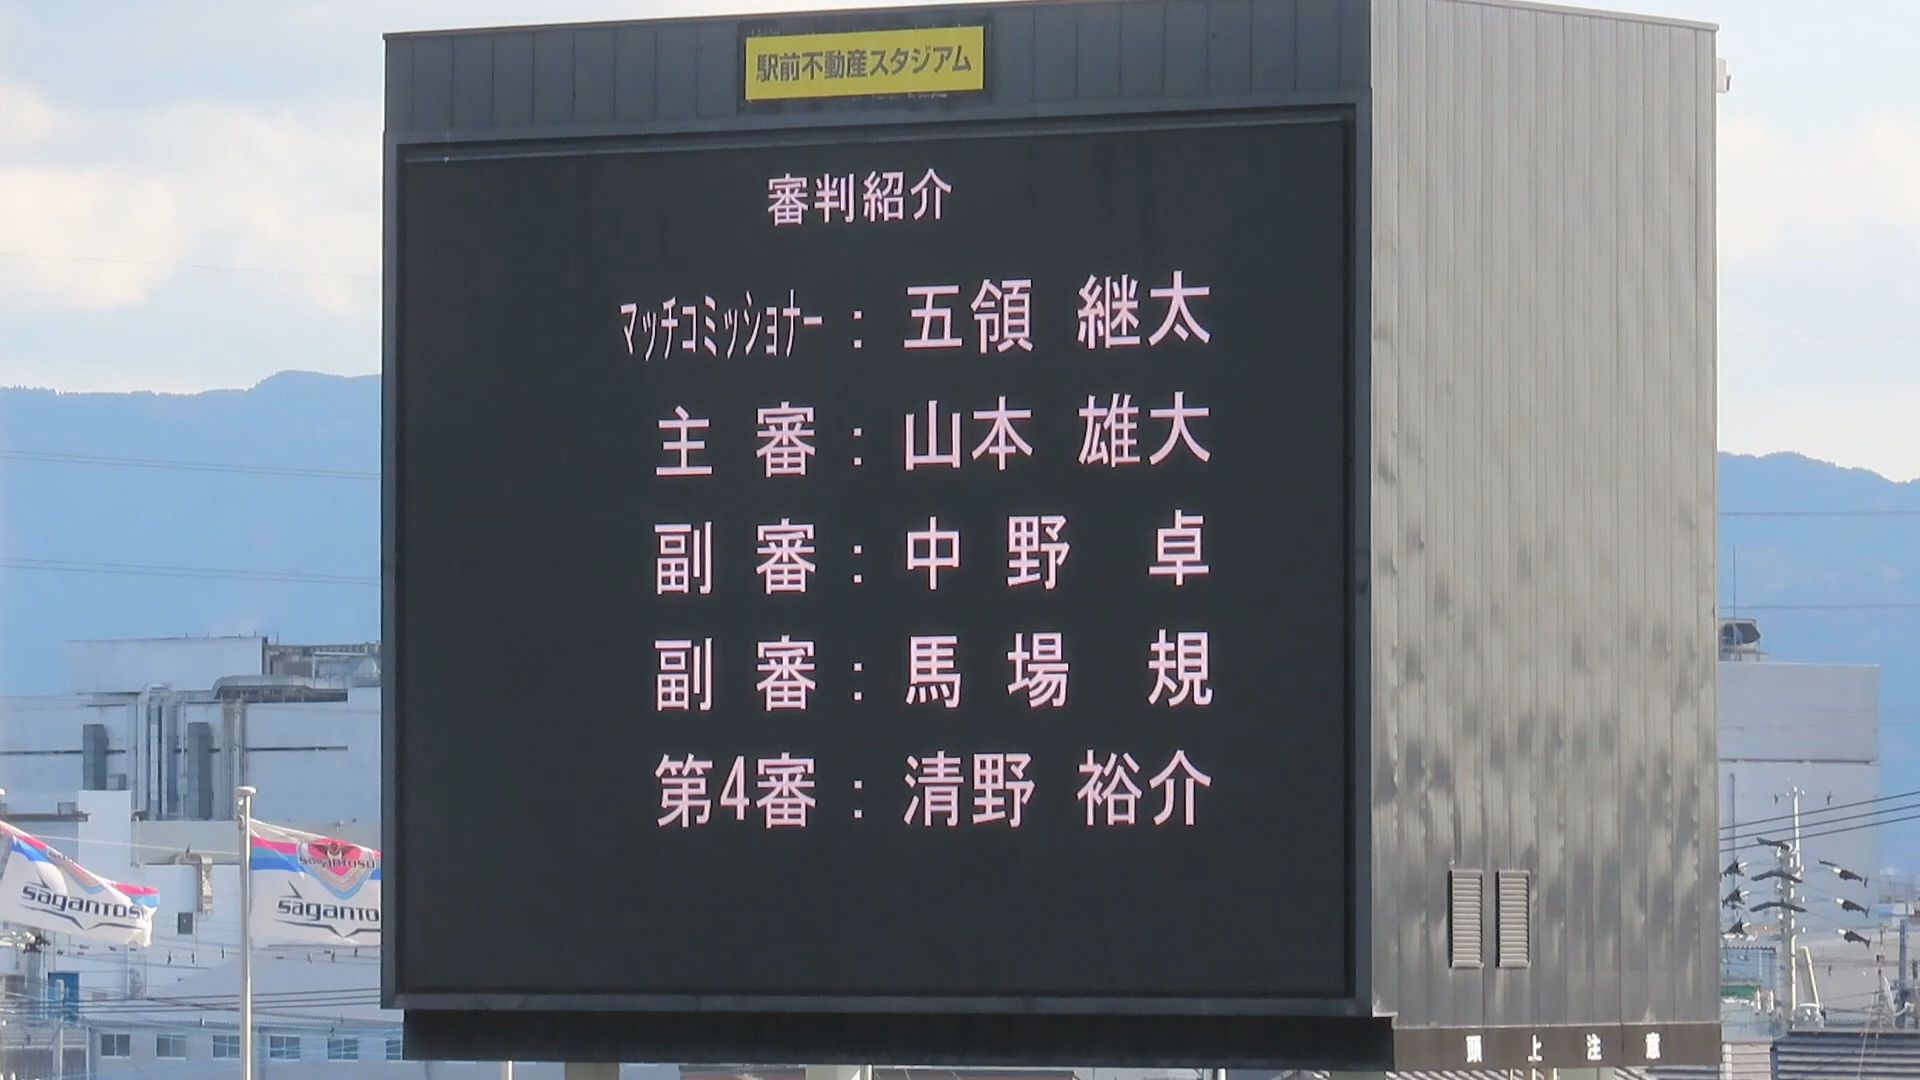 駅前不動産スタジアム
審判紹介
マッチコミッショナー：五領 継太
主 審：山本 雄大
副 審：中野 卓
副 審：馬場 規
第4審：清野 裕介
sagantosu
sagantosu
saganto
頭上注意